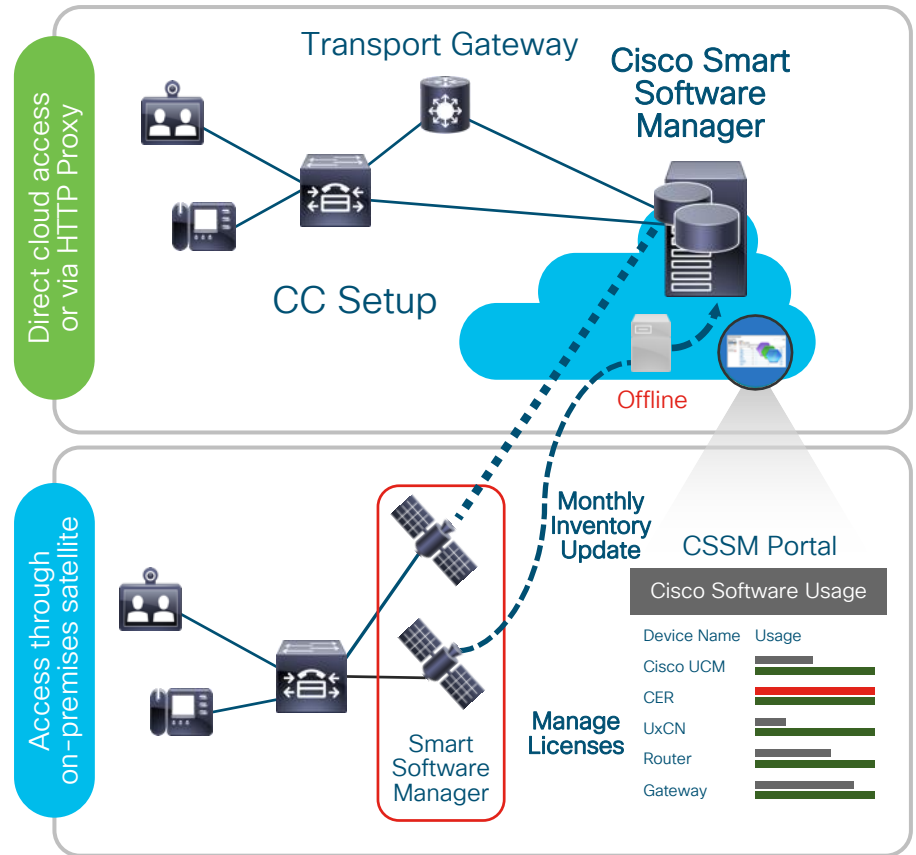 Direct cloud access
or via HTTP Proxy
Transport Gateway
Cisco Smart
Software
Manager
CC Setup
Offline
Access through
on-premises satellite
Monthly
Inventory
Update
Smart
Software
Manager
Manage
Licenses
CSSM Portal
Cisco Software Usage
Device Name Usage
Cisco UCM
CER
UxCN
Router
Gateway